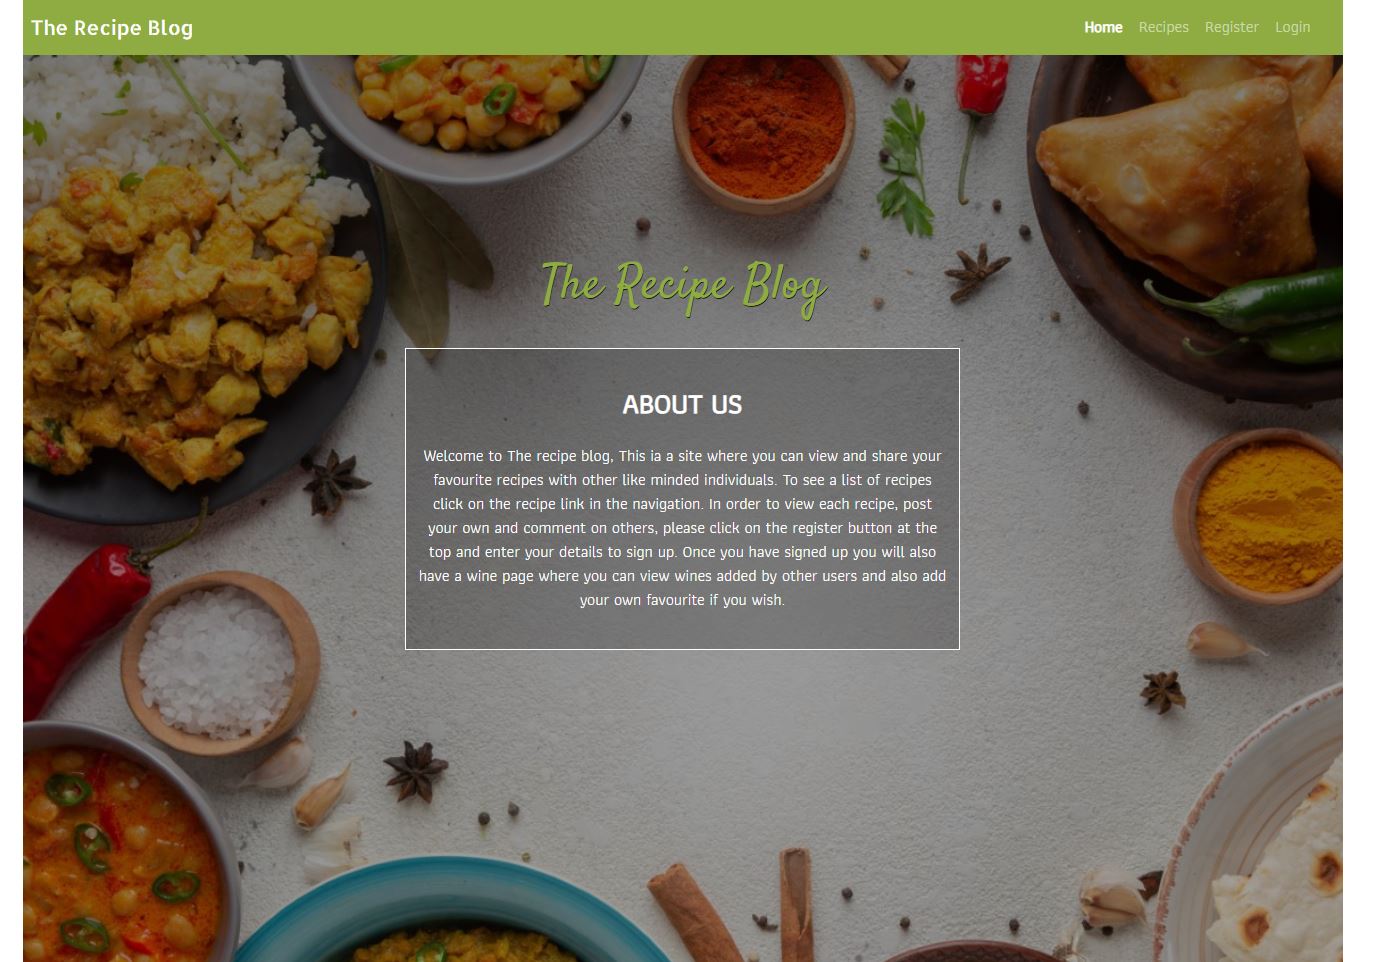 The Recipe Blog
Home Recipes Register Login
The Recipe Blog
ABOUT US
Welcome to The recipe blog, This ia a site where you can view and share your
favourite recipes with other like minded individuals. To see a list of recipes
click on the recipe link in the navigation. In order to view each recipe, post
your own and comment on others, please click on the register button at the
top and enter your details to sign up. Once you have signed up you will also
have a wine page where you can view wines added by other users and also add
your own favourite if you wish.